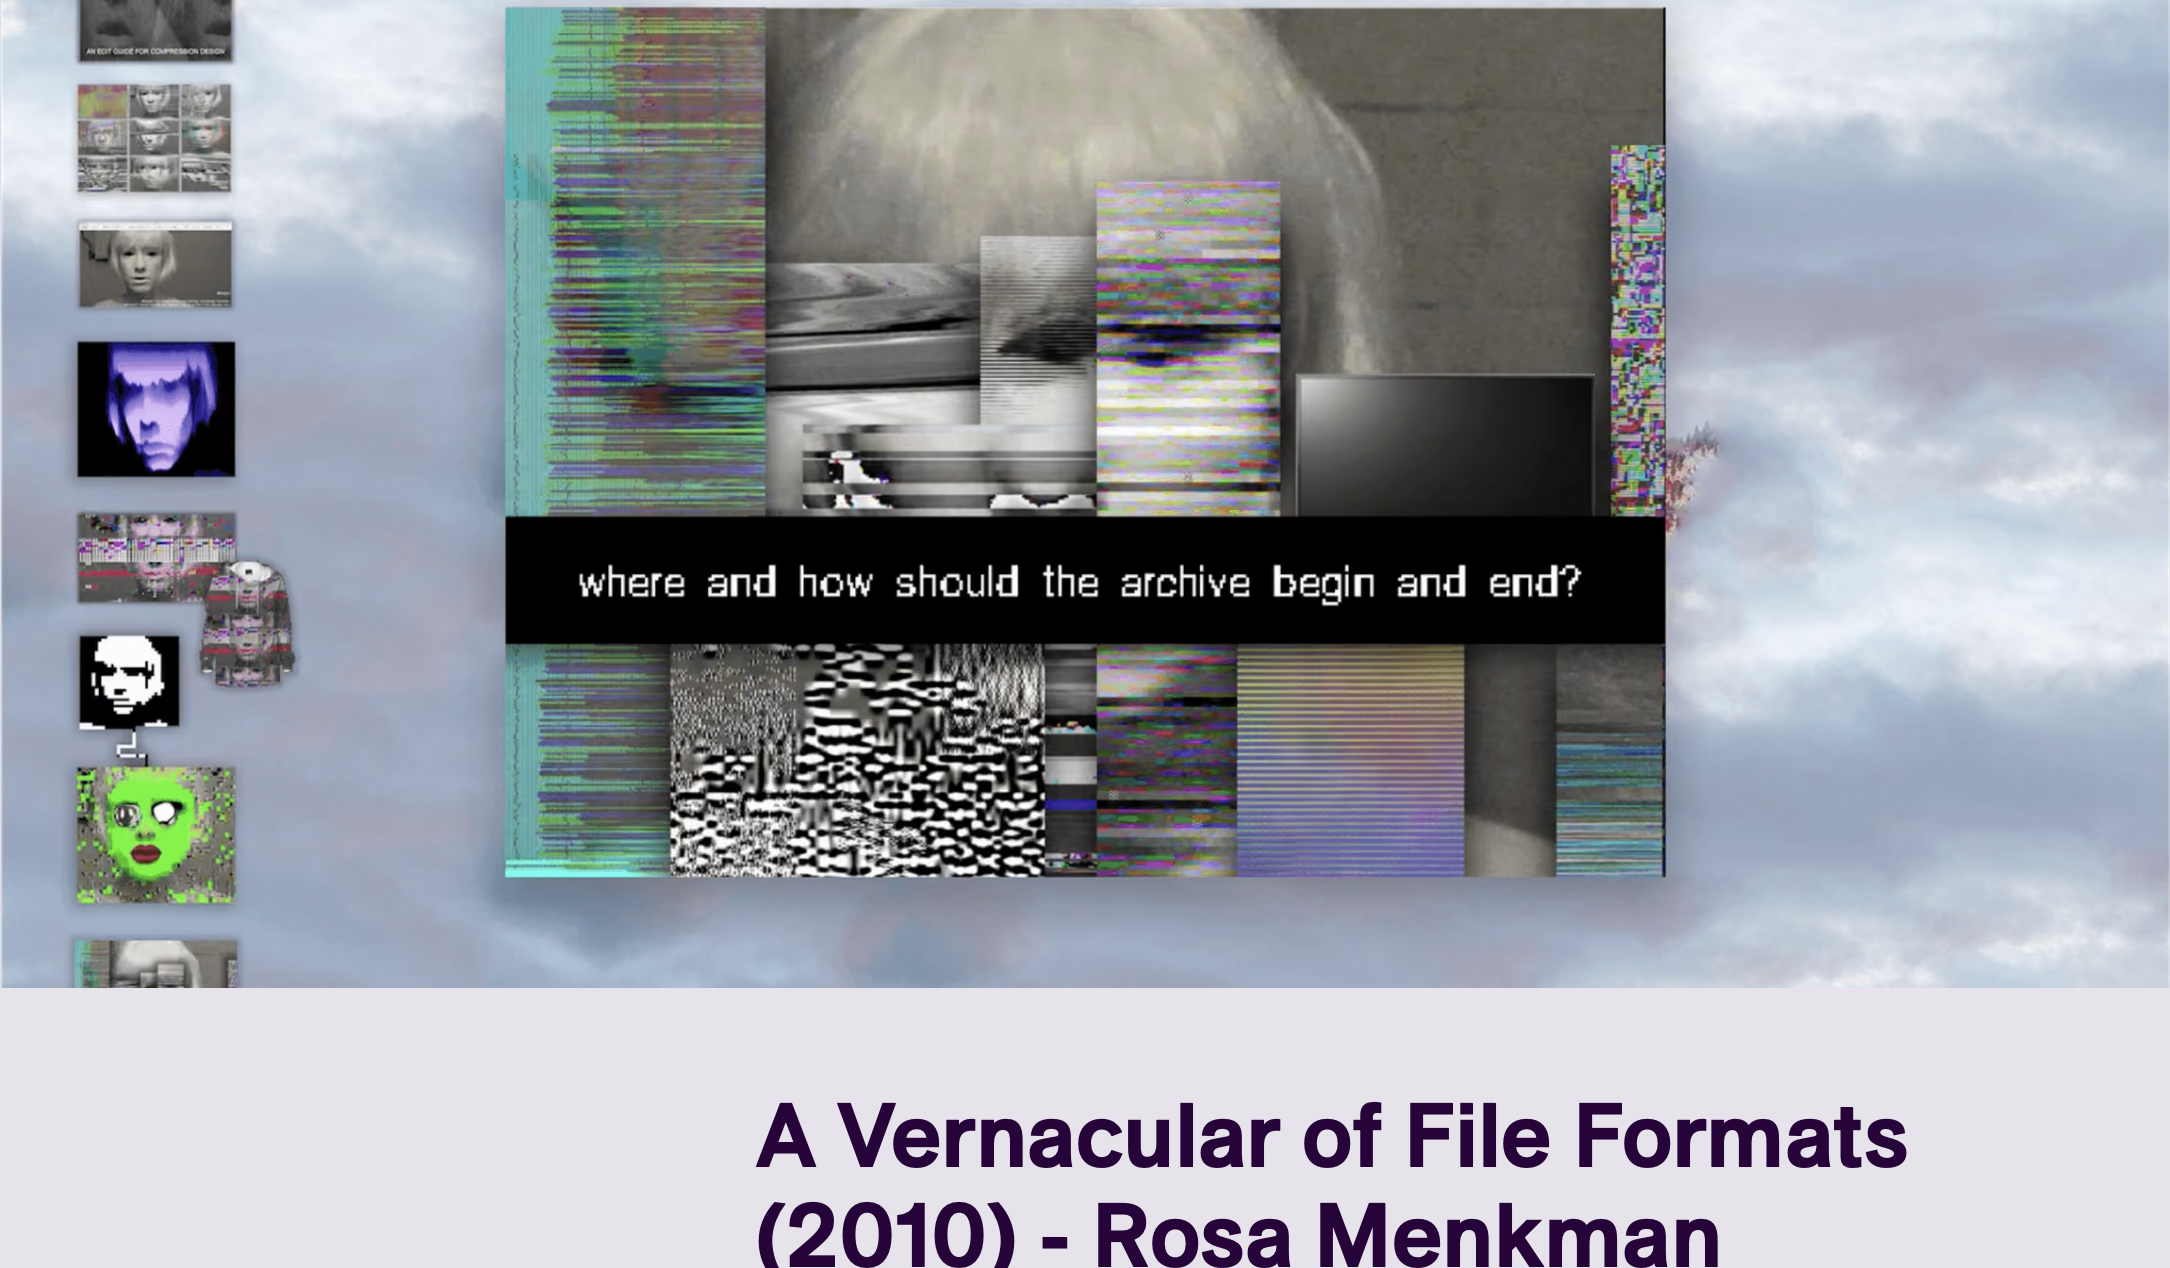 AN EDIT GUIDE FOR COMPRESSION DESIGN
where and how should the archive begin and end?
A Vernacular of File Formats
(2010) - Rosa Menkman